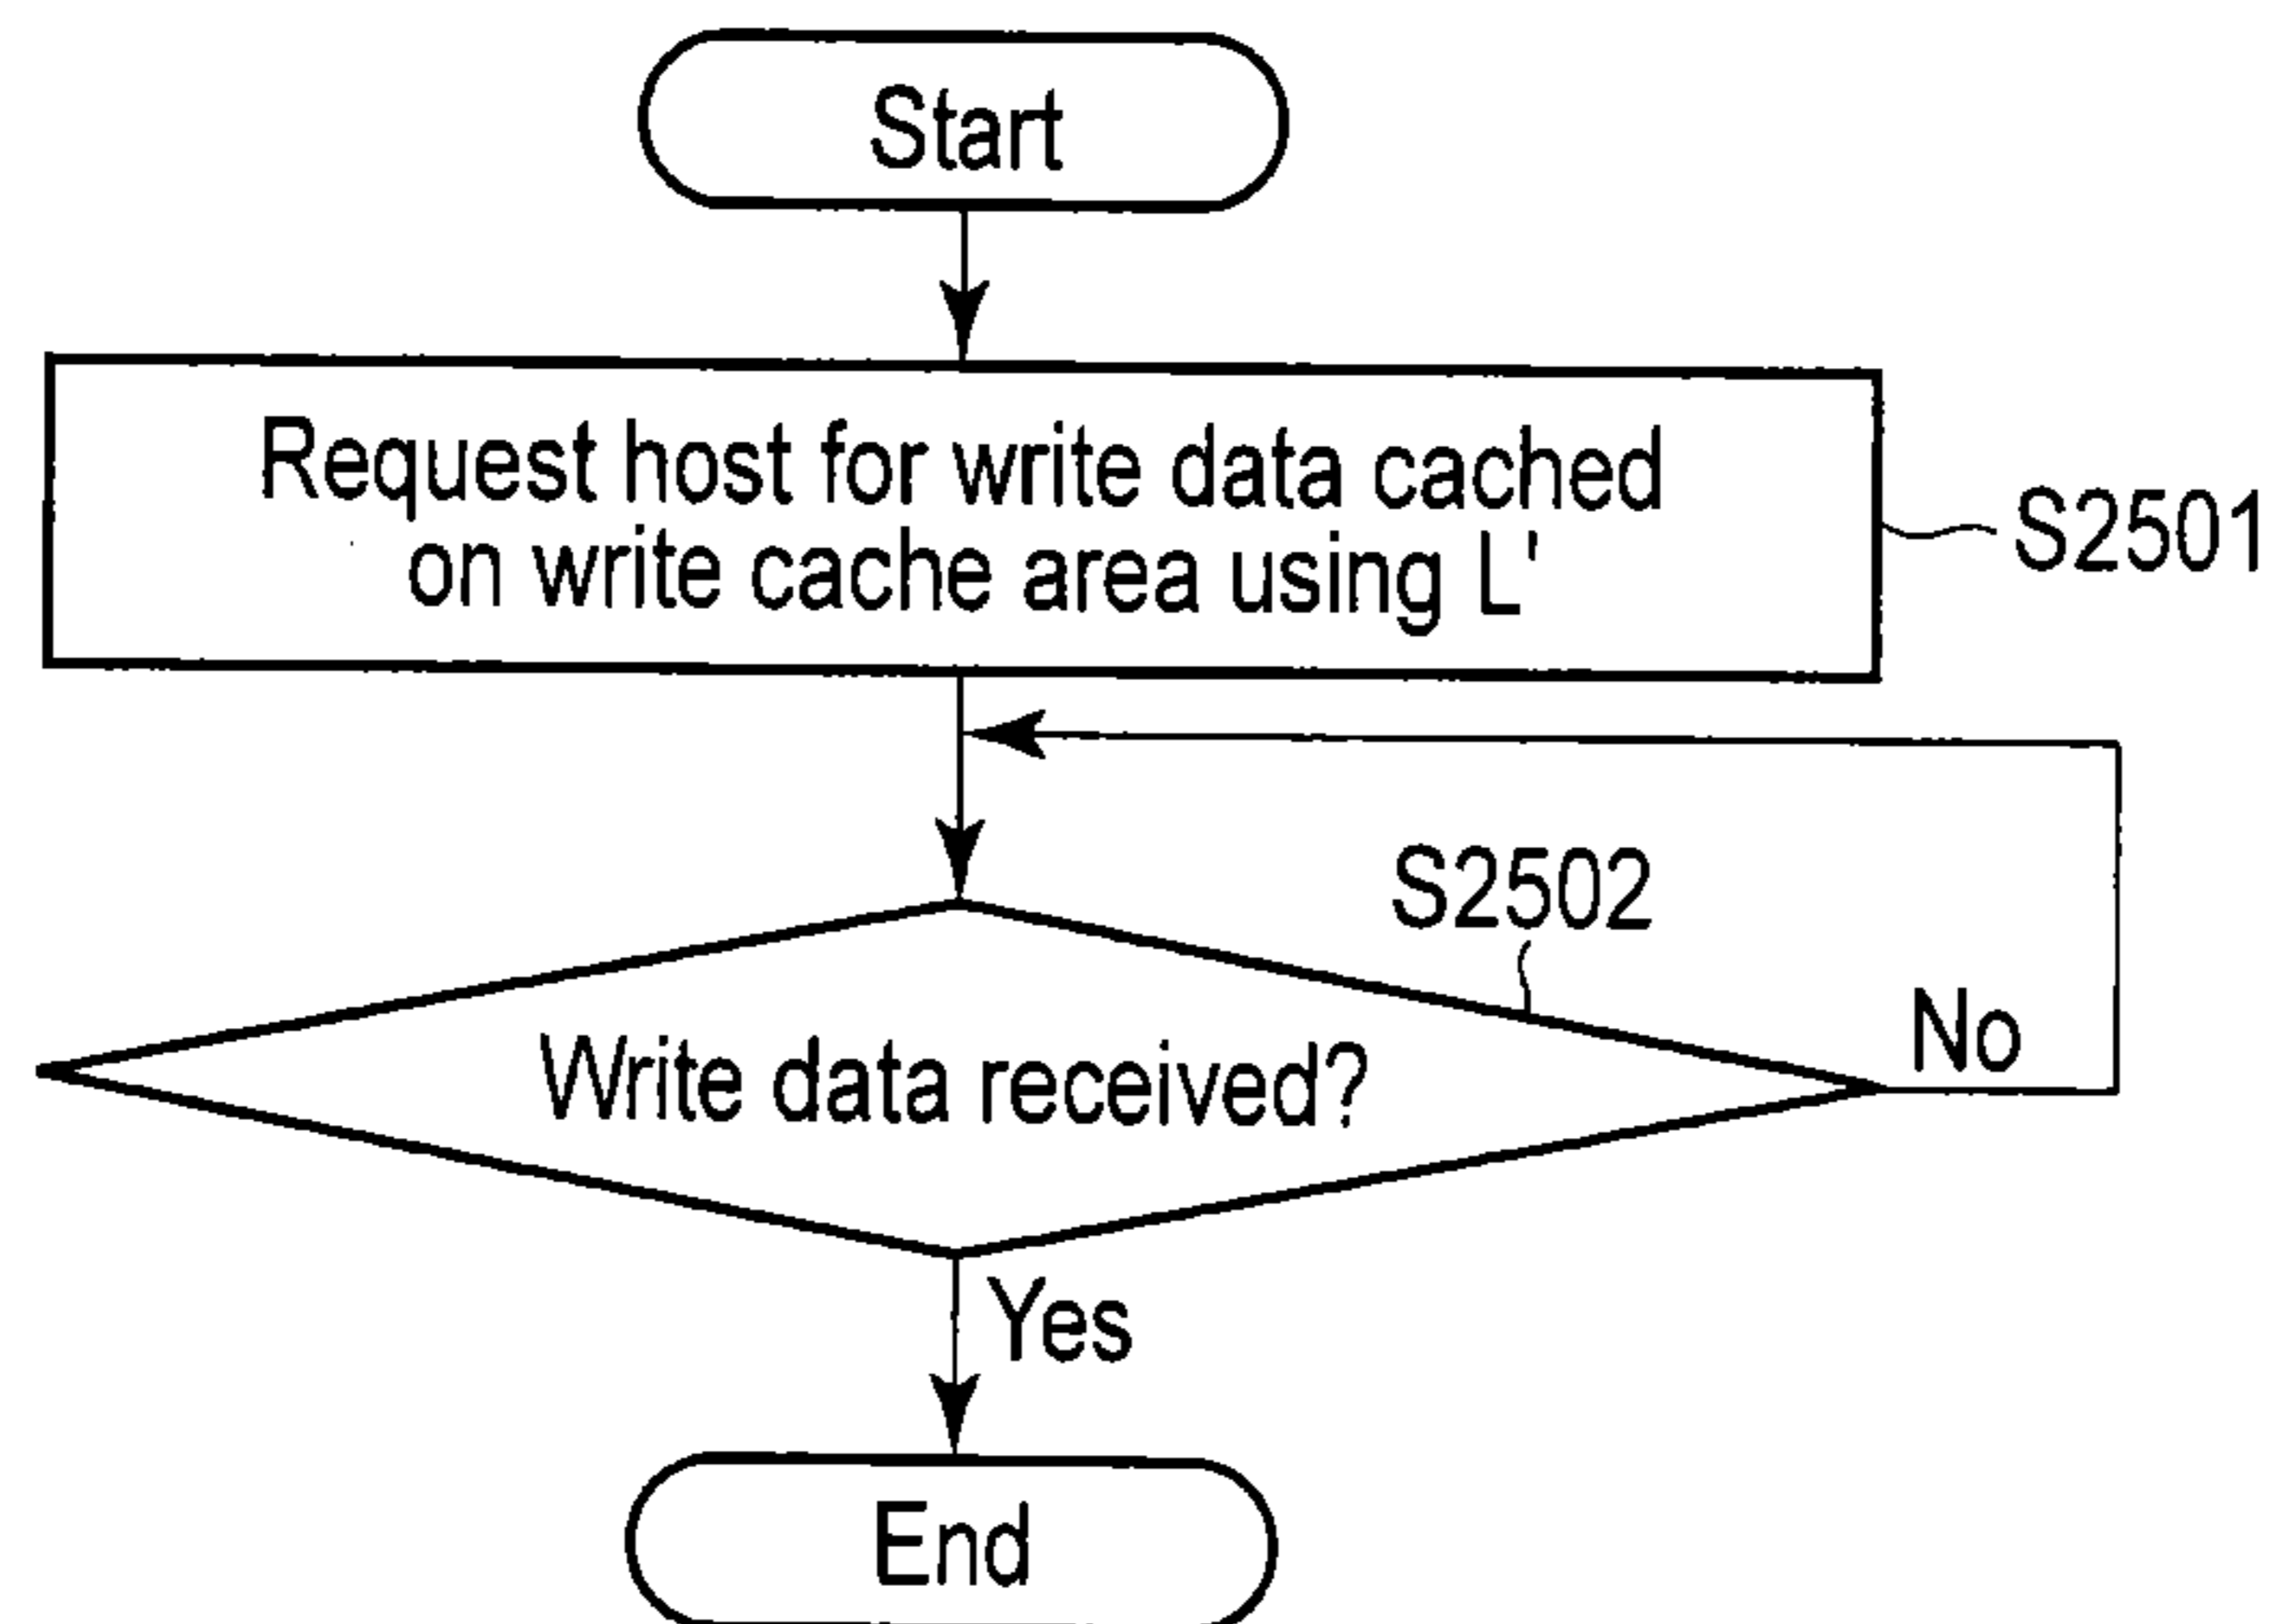 Start
Request host for write data cached
on write cache area using L'
S2501
S2502
Write data received?
No
Yes
End